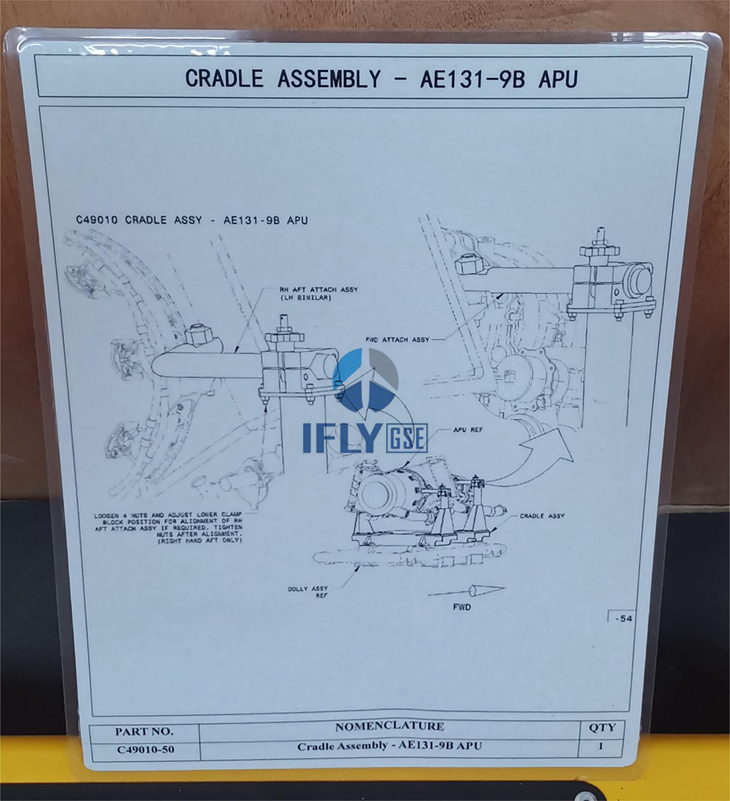 CRADLE ASSEMBLY - AE131-9B APU
C49010 CRADLE ASSY - AE131-9B APU
RH AFT ATTACH ASSY
(LH SIMILAR)
FWD ATTACH ASSY
IFLY GSE
APU REF
LOOSEN 4 NUTS AND ADJUST LOWER CLAMP
BLOCK POSITION FOR ALIGNMENT OF RH
AFT ATTACH ASSY IF REQUIRED. TIGHTEN
NUTS AFTER ALIGNMENT.
(RIGHT HAND AFT ONLY)
CRADLE ASSY
DOLLY ASSY
REF
FWD
-54
PART NO. NOMENCLATURE QTY
C49010-50 Cradle Assembly - AE131-9B APU 1